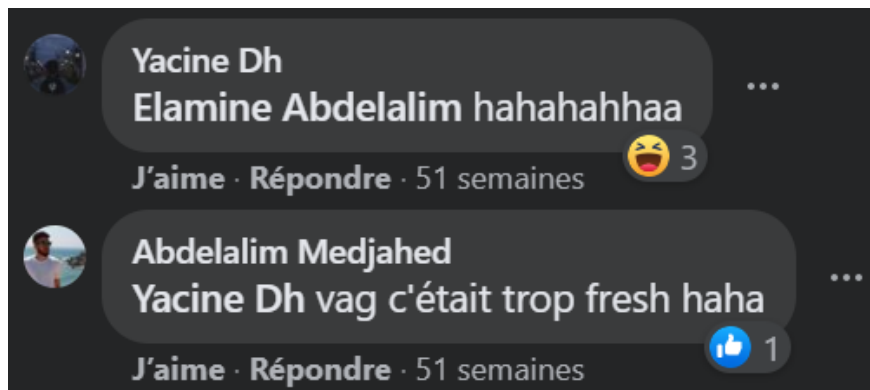 Yacine Dh
Elamine Abdelalim hahahahhaa
3
J'aime · Répondre · 51 semaines
Abdelalim Medjahed
Yacine Dh vag c'était trop fresh haha
1
J'aime · Répondre · 51 semaines